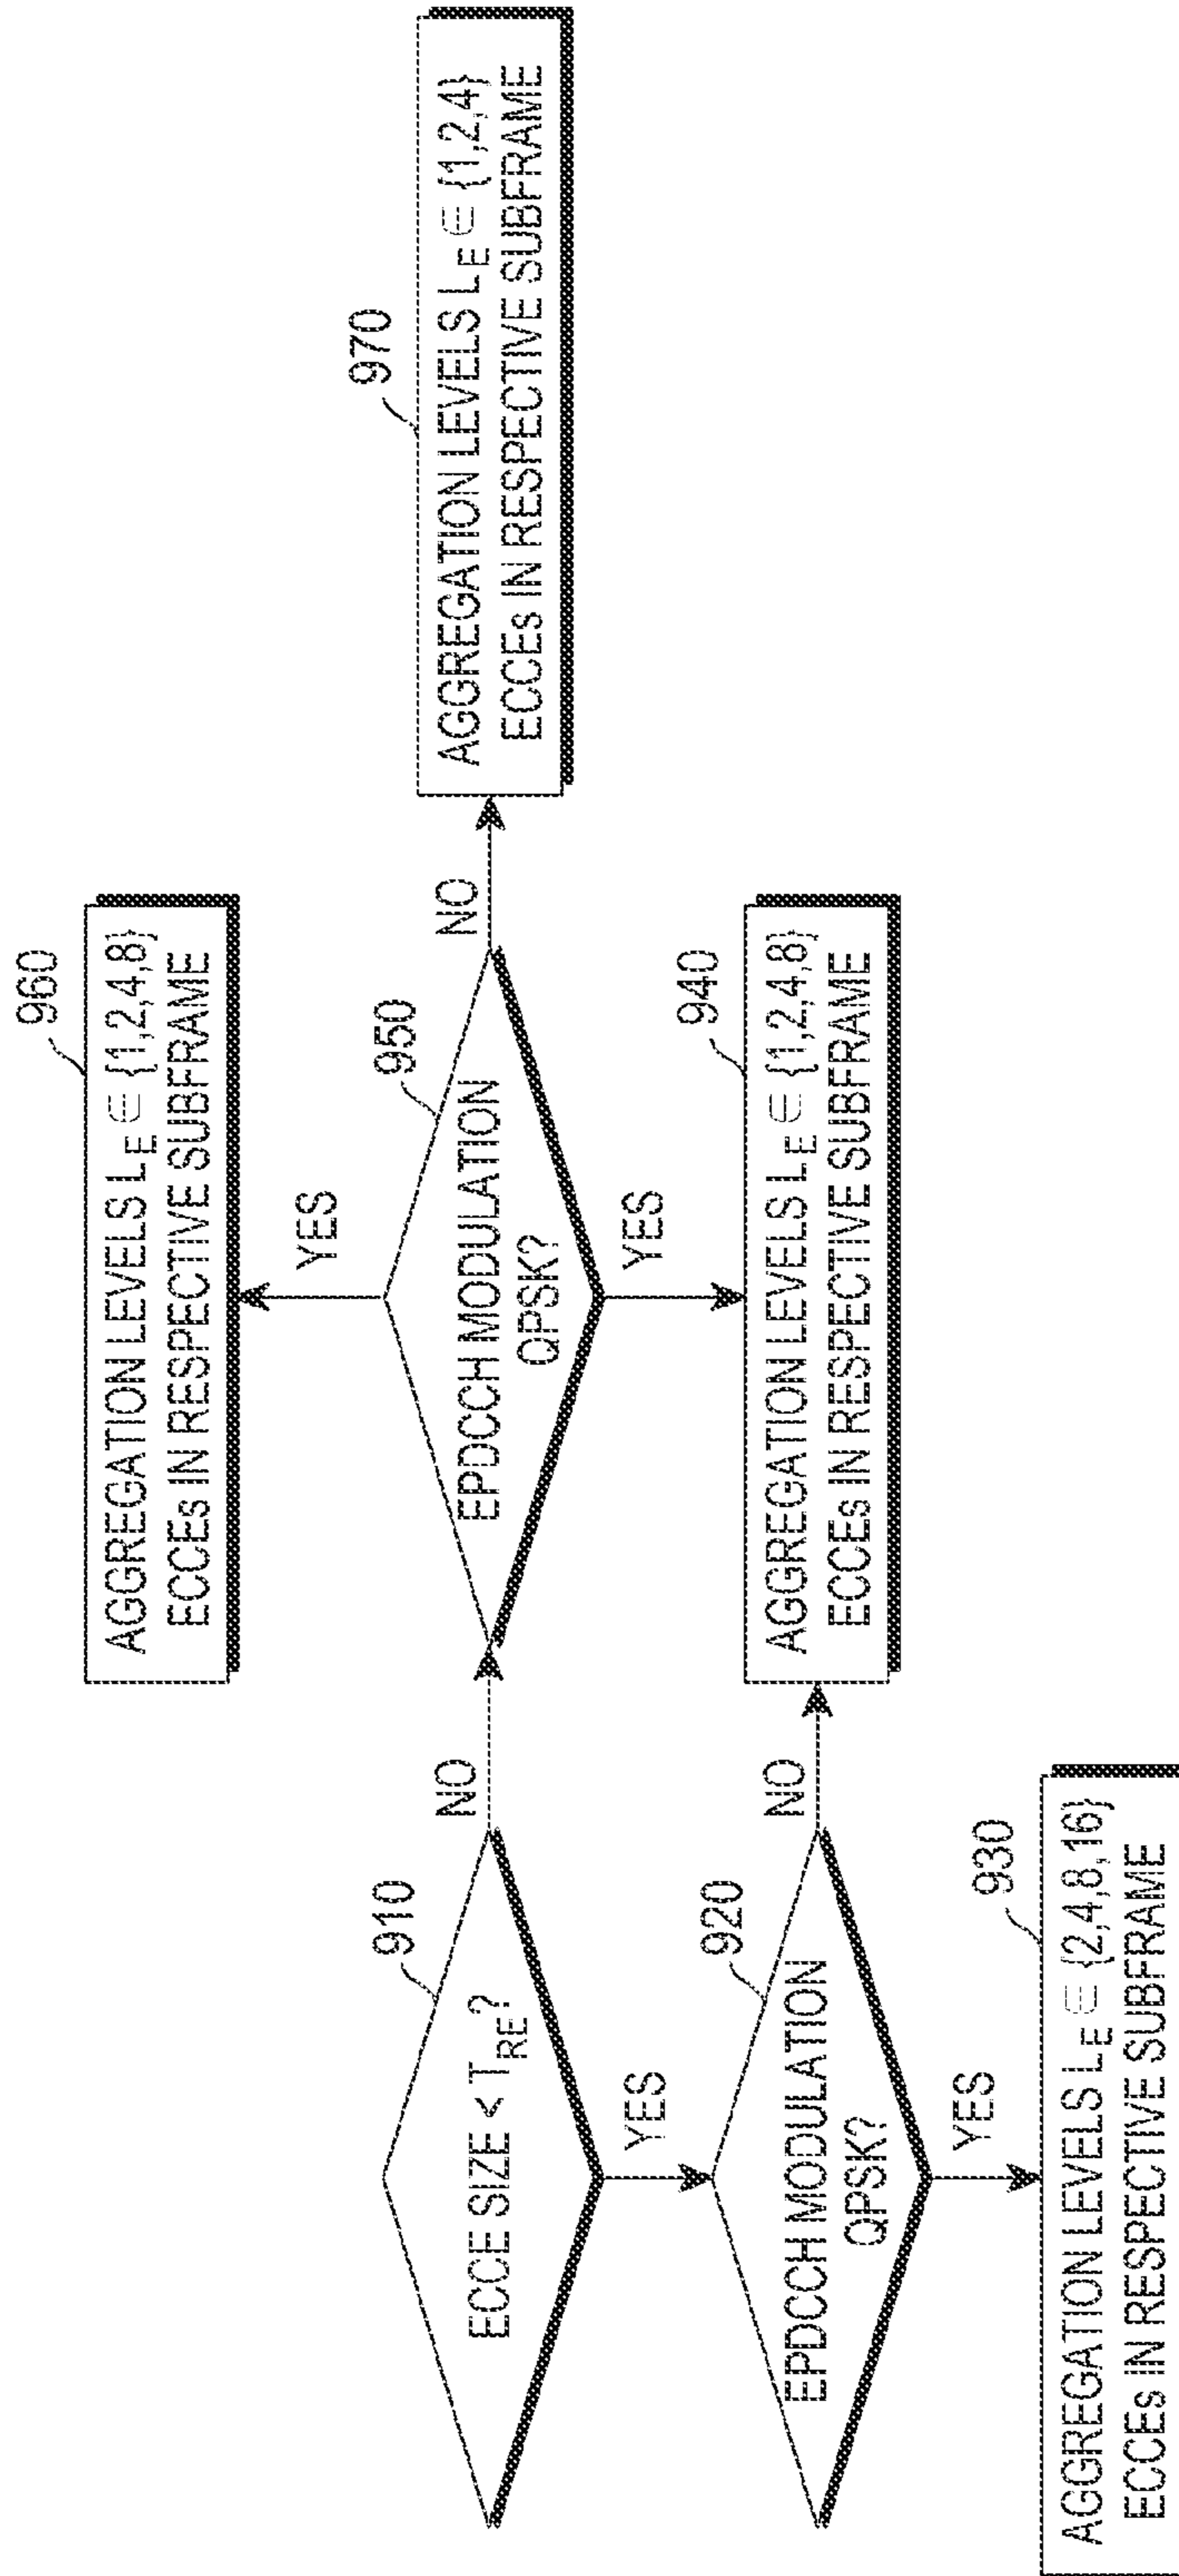 960
AGGREGATION LEVELS L_E ∈ {1,2,4,8}
ECCEs IN RESPECTIVE SUBFRAME
YES
910
ECCE SIZE < T_RE?
NO
950
EPDCCH MODULATION
QPSK?
NO
970
AGGREGATION LEVELS L_E ∈ {1,2,4}
ECCEs IN RESPECTIVE SUBFRAME
YES
YES
920
EPDCCH MODULATION
QPSK?
NO
940
AGGREGATION LEVELS L_E ∈ {1,2,4,8}
ECCEs IN RESPECTIVE SUBFRAME
YES
930
AGGREGATION LEVELS L_E ∈ {2,4,8,16}
ECCEs IN RESPECTIVE SUBFRAME